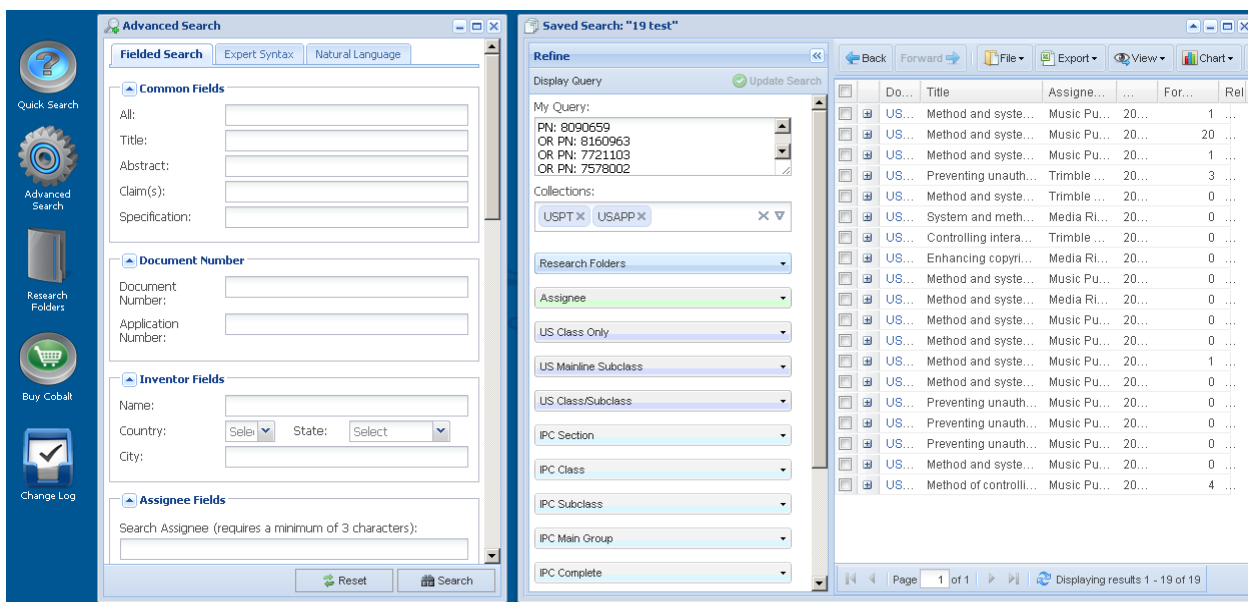 Quick Search
Advanced
Search
Research
Folders
Buy Cobalt
Change Log
Advanced Search
Fielded Search Expert Syntax Natural Language
Common Fields
All:
Title:
Abstract:
Claim(s):
Specification:
Document Number
Document
Number:
Application
Number:
Inventor Fields
Name:
Country: Sele State: Select
City:
Assignee Fields
Search Assignee (requires a minimum of 3 characters):
Reset Search
Saved Search: "19 test"
Refine
Display Query Update Search
My Query:
PN: 8090659
OR PN: 8160963
OR PN: 7721103
OR PN: 7578002
Collections:
USPT USAPP
Research Folders
Assignee
US Class Only
US Mainline Subclass
US Class/Subclass
IPC Section
IPC Class
IPC Subclass
IPC Main Group
IPC Complete
Back Forward File Export View Chart
Do... Title Assigne... ... For... Rel
US... Method and syste... Music Pu... 20... 1 ...
US... Method and syste... Music Pu... 20... 20 ...
US... Method and syste... Music Pu... 20... 1 ...
US... Preventing unauth... Trimble ... 20... 3 ...
US... Method and syste... Trimble ... 20... 0 ...
US... System and meth... Media Ri... 20... 0 ...
US... Controlling intera... Trimble ... 20... 0 ...
US... Enhancing copyri... Media Ri... 20... 0 ...
US... Method and syste... Music Pu... 20... 0 ...
US... Method and syste... Media Ri... 20... 0 ...
US... Method and syste... Music Pu... 20... 0 ...
US... Method and syste... Music Pu... 20... 0 ...
US... Method and syste... Music Pu... 20... 1 ...
US... Method and syste... Music Pu... 20... 0 ...
US... Preventing unauth... Music Pu... 20... 0 ...
US... Preventing unauth... Music Pu... 20... 0 ...
US... Preventing unauth... Music Pu... 20... 0 ...
US... Method and syste... Music Pu... 20... 0 ...
US... Method of controlli... Music Pu... 20... 4 ...
Page 1 of 1 Displaying results 1 - 19 of 19